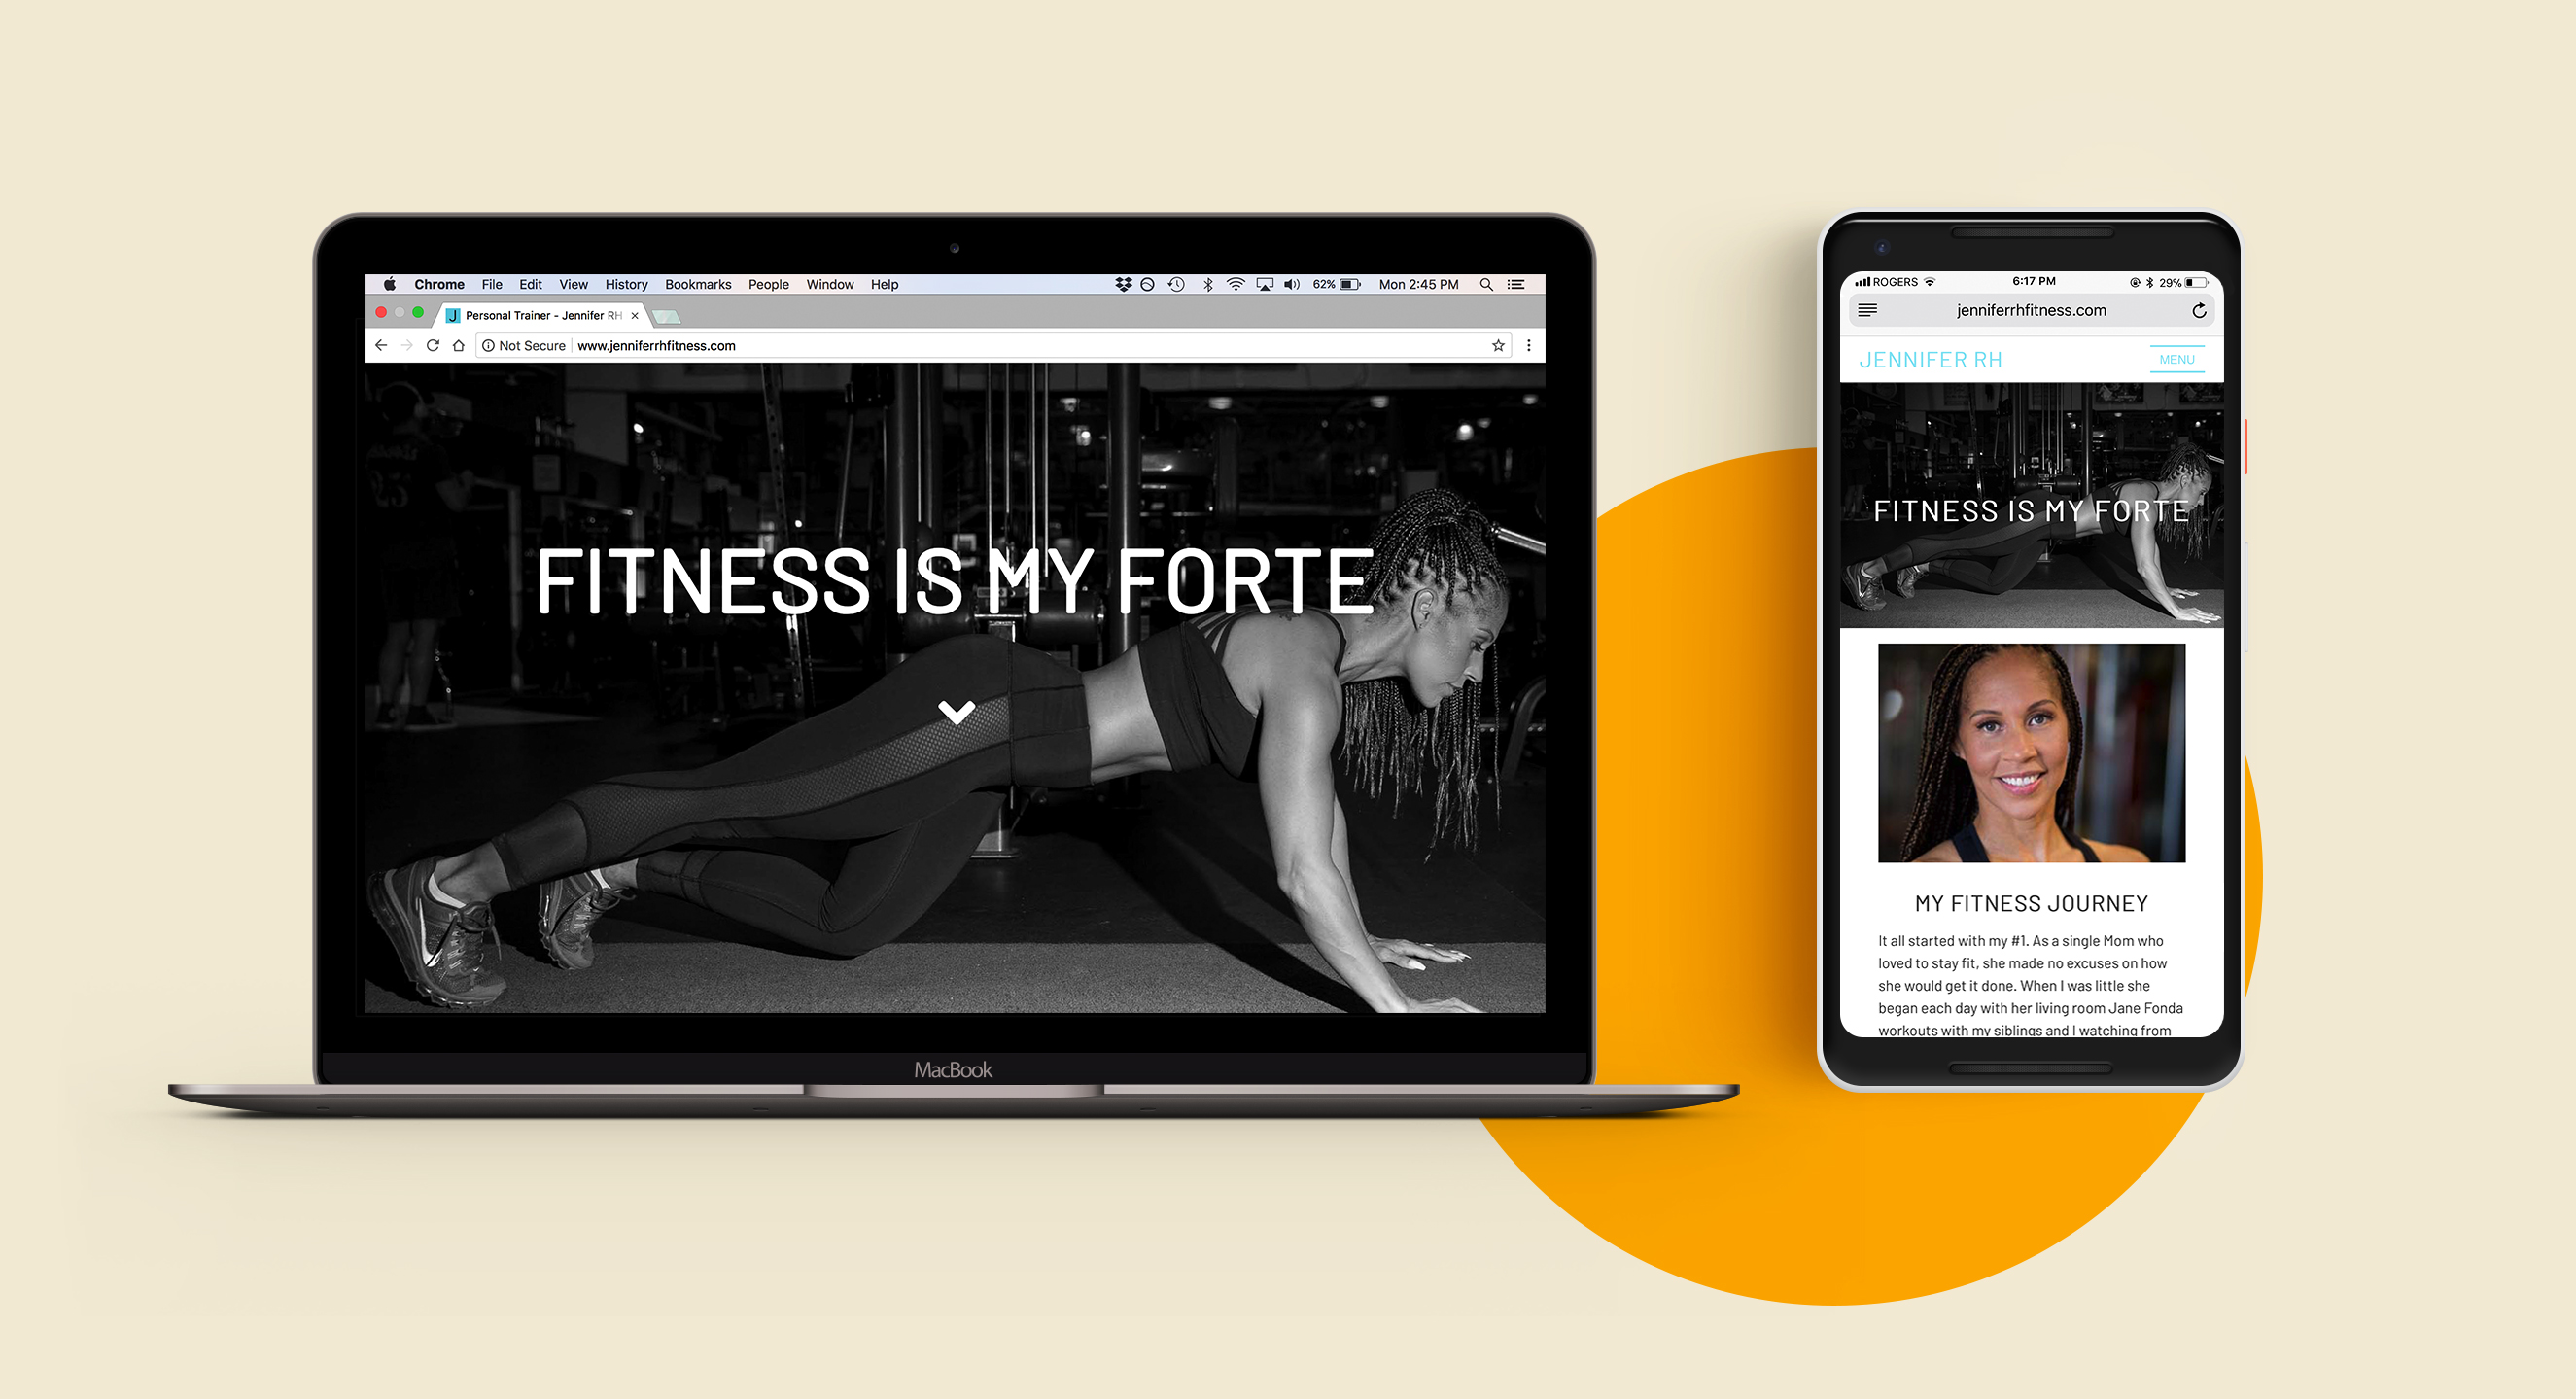 Chrome File Edit View History Bookmarks People Window Help 62% Mon 2:45 PM
J Personal Trainer - Jennifer RH
Not Secure www.jenniferrhfitness.com
FITNESS IS MY FORTE
MacBook
ROGERS 6:17 PM 29%
jenniferrhfitness.com
JENNIFER RH MENU
FITNESS IS MY FORTE
MY FITNESS JOURNEY
It all started with my #1. As a single Mom who
loved to stay fit, she made no excuses on how
she would get it done. When I was little she
began each day with her living room Jane Fonda
workouts with my siblings and I watching from